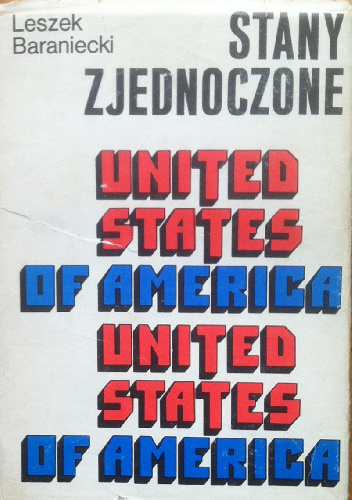 Leszek
Baraniecki
STANY
ZJEDNOCZONE
UNITED
STATES
OF AMERICA
UNITED
STATES
OF AMERICA